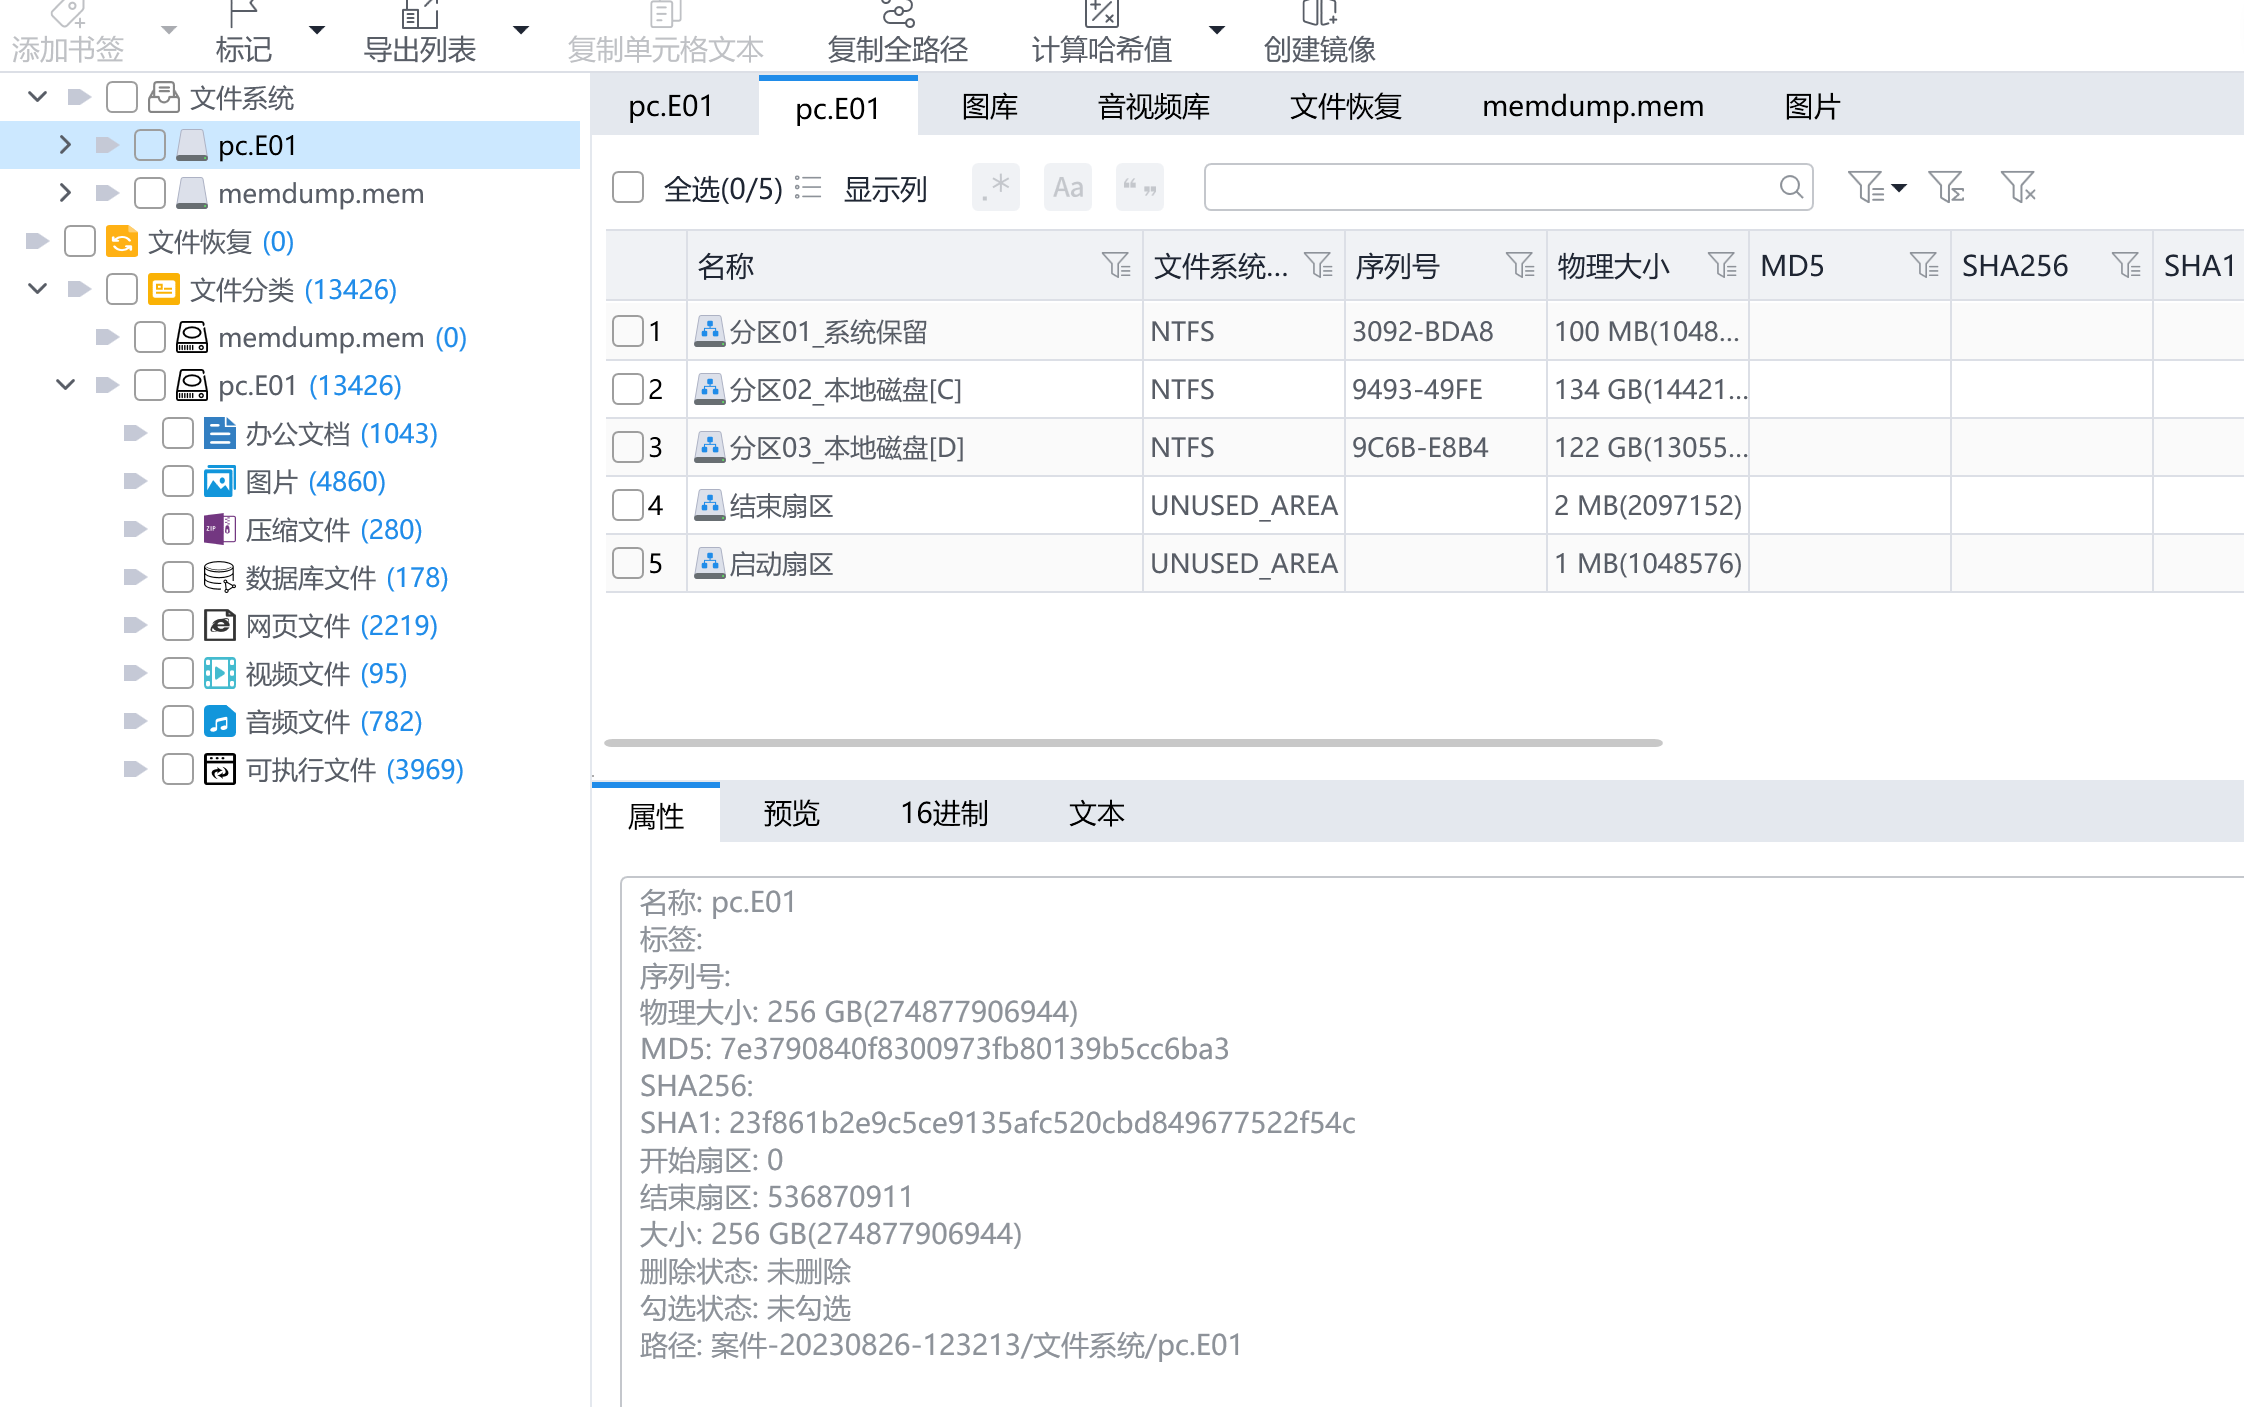 添加书签 标记 导出列表 复制单元格文本 复制全路径 计算哈希值 创建镜像
文件系统
pc.E01
memdump.mem
文件恢复 (0)
文件分类 (13426)
memdump.mem (0)
pc.E01 (13426)
办公文档 (1043)
图片 (4860)
压缩文件 (280)
数据库文件 (178)
网页文件 (2219)
视频文件 (95)
音频文件 (782)
可执行文件 (3969)
pc.E01 pc.E01 图库 音视频库 文件恢复 memdump.mem 图片
全选(0/5) 显示列 .* Aa “ ”
名称 文件系统... 序列号 物理大小 MD5 SHA256 SHA1
1 分区01_系统保留 NTFS 3092-BDA8 100 MB(1048...
2 分区02_本地磁盘[C] NTFS 9493-49FE 134 GB(14421...
3 分区03_本地磁盘[D] NTFS 9C6B-E8B4 122 GB(13055...
4 结束扇区 UNUSED_AREA 2 MB(2097152)
5 启动扇区 UNUSED_AREA 1 MB(1048576)
属性 预览 16进制 文本
名称: pc.E01
标签:
序列号:
物理大小: 256 GB(274877906944)
MD5: 7e3790840f8300973fb80139b5cc6ba3
SHA256:
SHA1: 23f861b2e9c5ce9135afc520cbd849677522f54c
开始扇区: 0
结束扇区: 536870911
大小: 256 GB(274877906944)
删除状态: 未删除
勾选状态: 未勾选
路径: 案件-20230826-123213/文件系统/pc.E01